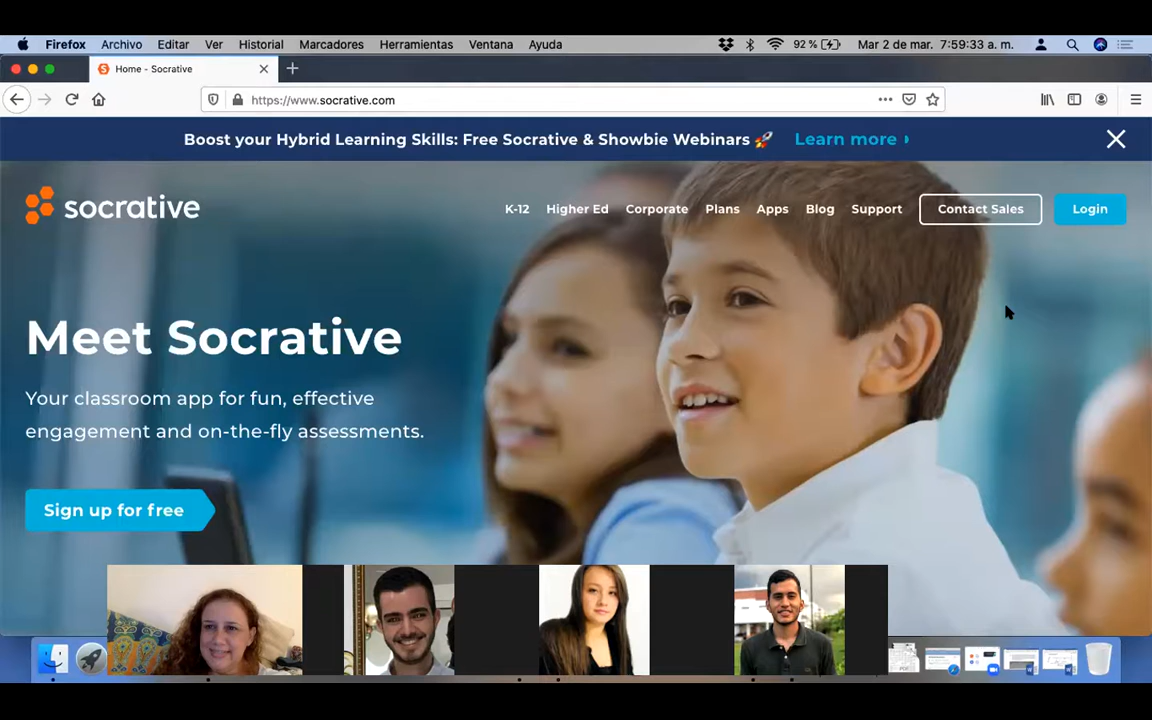 Firefox Archivo Editar Ver Historial Marcadores Herramientas Ventana Ayuda 92 % Mar 2 de mar. 7:59:33 a. m.
Home - Socrative
https://www.socrative.com
Boost your Hybrid Learning Skills: Free Socrative & Showbie Webinars 🚀 Learn more
socrative
K-12 Higher Ed Corporate Plans Apps Blog Support Contact Sales Login
Meet Socrative
Your classroom app for fun, effective
engagement and on-the-fly assessments.
Sign up for free